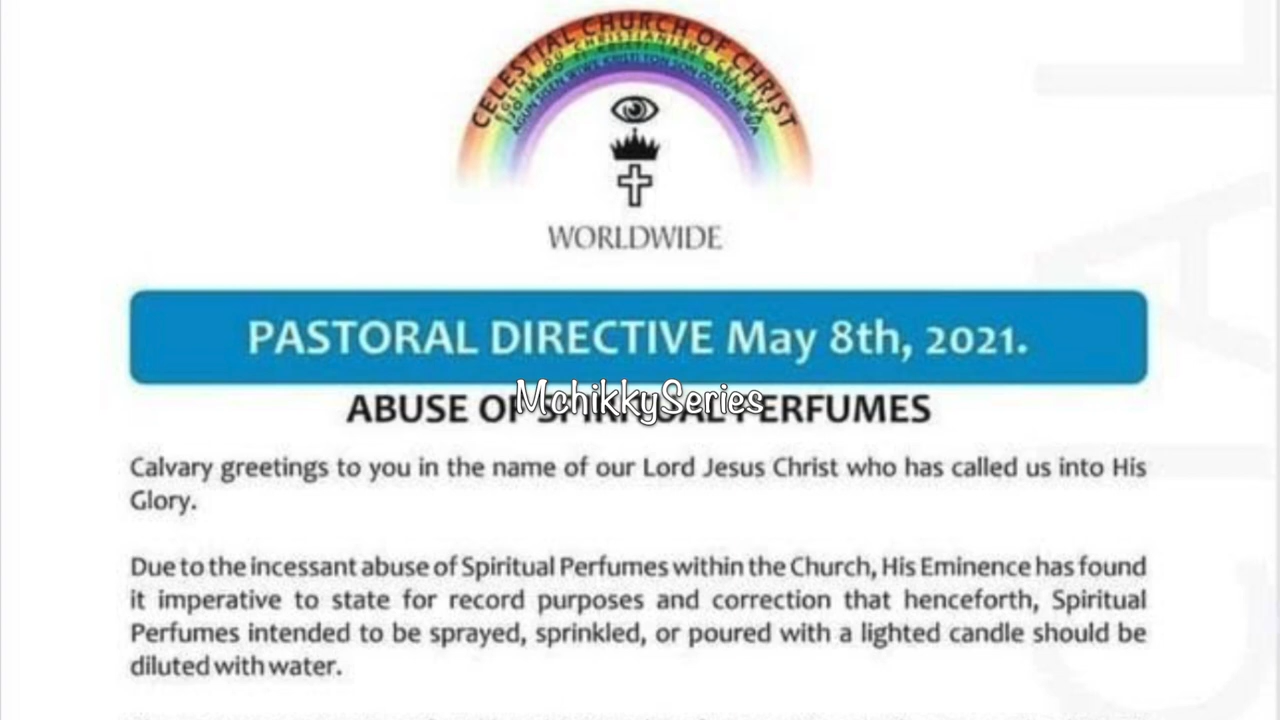 CELESTIAL CHURCH OF CHRIST
WORLDWIDE
PASTORAL DIRECTIVE May 8th, 2021.
MchikkySeries
ABUSE OF SPIRITUAL PERFUMES
Calvary greetings to you in the name of our Lord Jesus Christ who has called us into His
Glory.
Due to the incessant abuse of Spiritual Perfumes within the Church, His Eminence has found
it imperative to state for record purposes and correction that henceforth, Spiritual
Perfumes intended to be sprayed, sprinkled, or poured with a lighted candle should be
diluted with water.